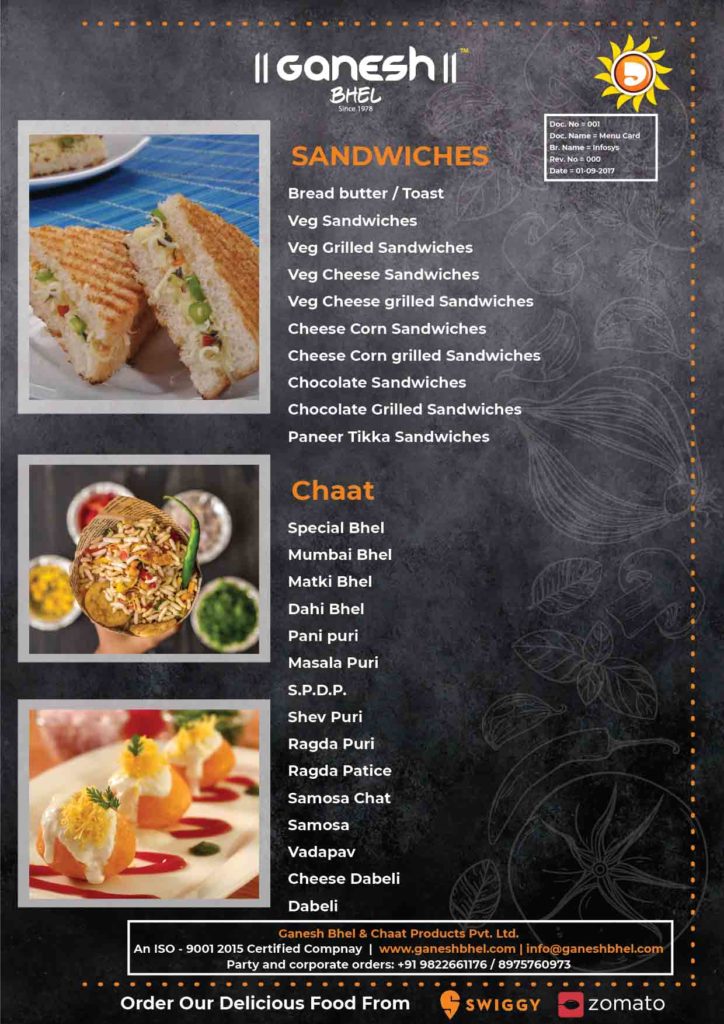 || Ganesh || TM
BHEL
Since.1978
TM
Doc. No = 001
Doc. Name = Menu Card
Br. Name = Infosys
Rev. No = 000
Date = 01-09-2017
SANDWICHES
Bread butter / Toast
Veg Sandwiches
Veg Grilled Sandwiches
Veg Cheese Sandwiches
Veg Cheese grilled Sandwiches
Cheese Corn Sandwiches
Cheese Corn grilled Sandwiches
Chocolate Sandwiches
Chocolate Grilled Sandwiches
Paneer Tikka Sandwiches
Chaat
Special Bhel
Mumbai Bhel
Matki Bhel
Dahi Bhel
Pani puri
Masala Puri
S.P.D.P.
Shev Puri
Ragda Puri
Ragda Patice
Samosa Chat
Samosa
Vadapav
Cheese Dabeli
Dabeli
Ganesh Bhel & Chaat Products Pvt. Ltd.
An ISO - 9001 2015 Certified Compnay | www.ganeshbhel.com | info@ganeshbhel.com
Party and corporate orders: +91 9822661176 / 8975760973
Order Our Delicious Food From SWIGGY zomato